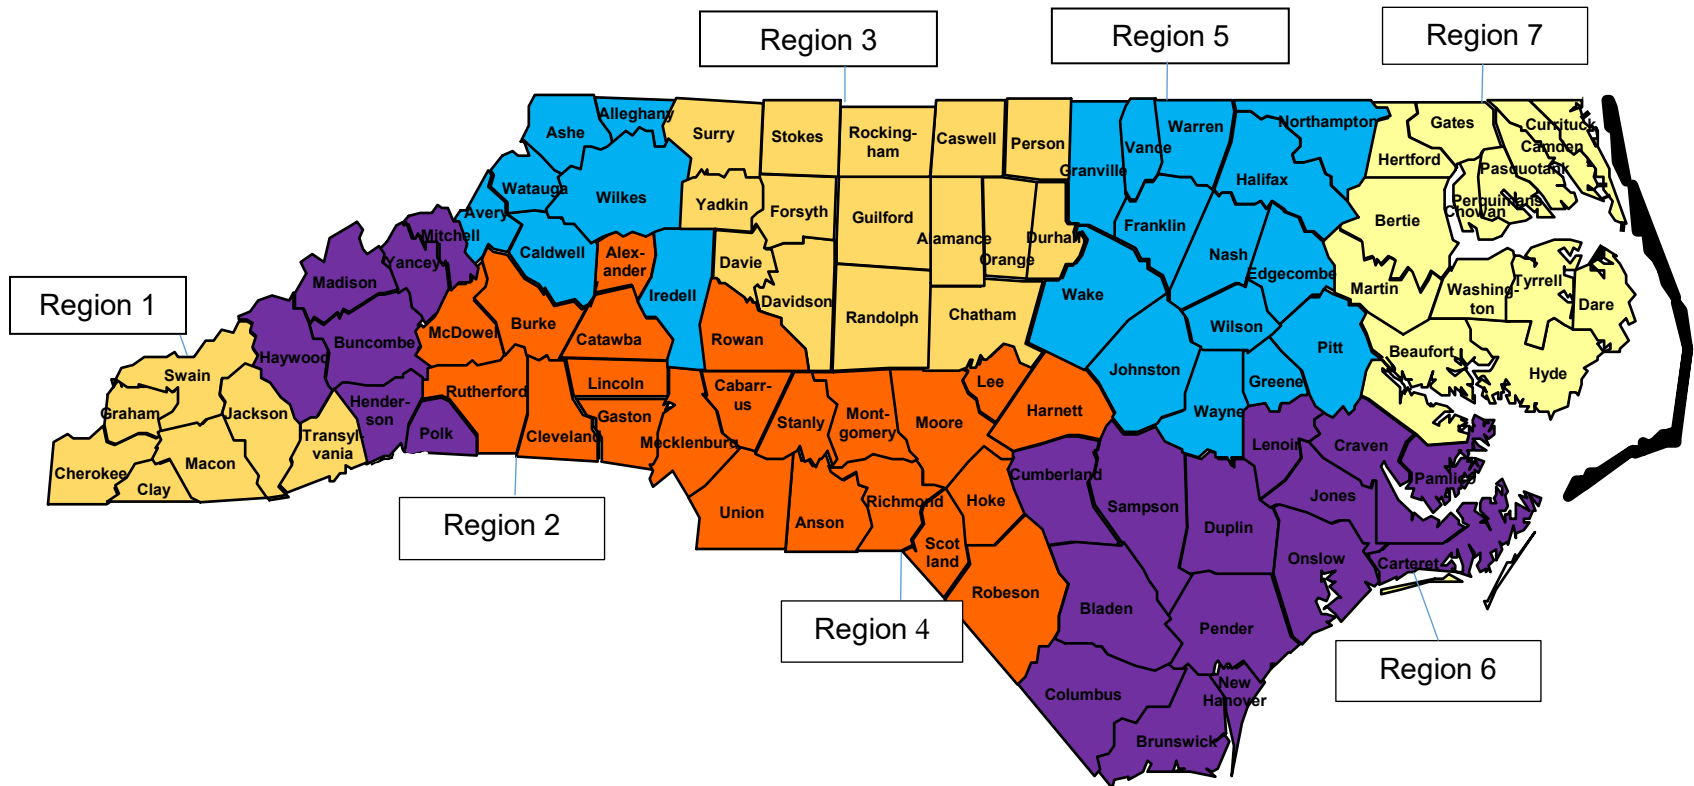 Region 3
Region 5
Region 7
Region 1
Region 2
Region 4
Region 6
Ashe
Alleghany
Surry
Stokes
Rocking-
ham
Caswell
Person
Granville
Vance
Warren
Northampton
Gates
Currituck
Camden
Pasquotank
Perquimans
Chowan
Hertford
Halifax
Bertie
Watauga
Wilkes
Yadkin
Forsyth
Guilford
Alamance
Orange
Durham
Franklin
Nash
Edgecombe
Martin
Washing-
ton
Tyrrell
Dare
Avery
Mitchell
Yancey
Madison
Caldwell
Alex-
ander
Iredell
Davie
Davidson
Randolph
Chatham
Wake
Wilson
Pitt
Beaufort
Hyde
Haywood
Buncombe
McDowel
Burke
Catawba
Rowan
Johnston
Greene
Wayne
Swain
Graham
Jackson
Hender-
son
Polk
Rutherford
Cleveland
Lincoln
Gaston
Mecklenburg
Cabarr-
us
Stanly
Mont-
gomery
Moore
Lee
Harnett
Lenoir
Craven
Pamlico
Cherokee
Clay
Macon
Transyl-
vania
Union
Anson
Richmond
Hoke
Scot
land
Cumberland
Sampson
Duplin
Jones
Onslow
Carteret
Robeson
Bladen
Pender
Columbus
New
Hanover
Brunswick